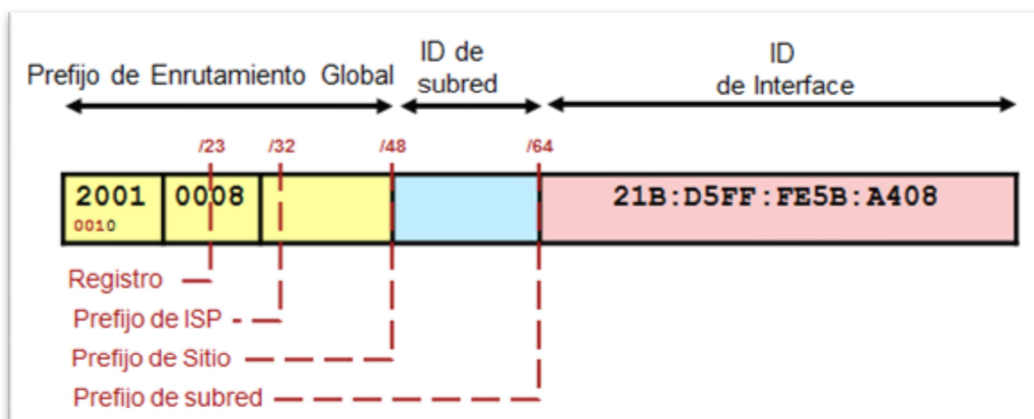 Prefijo de Enrutamiento Global
ID de
subred
ID
de Interface
/23 /32 /48 /64
2001 0008 21B:D5FF:FE5B:A408
0010
Registro
Prefijo de ISP
Prefijo de Sitio
Prefijo de subred